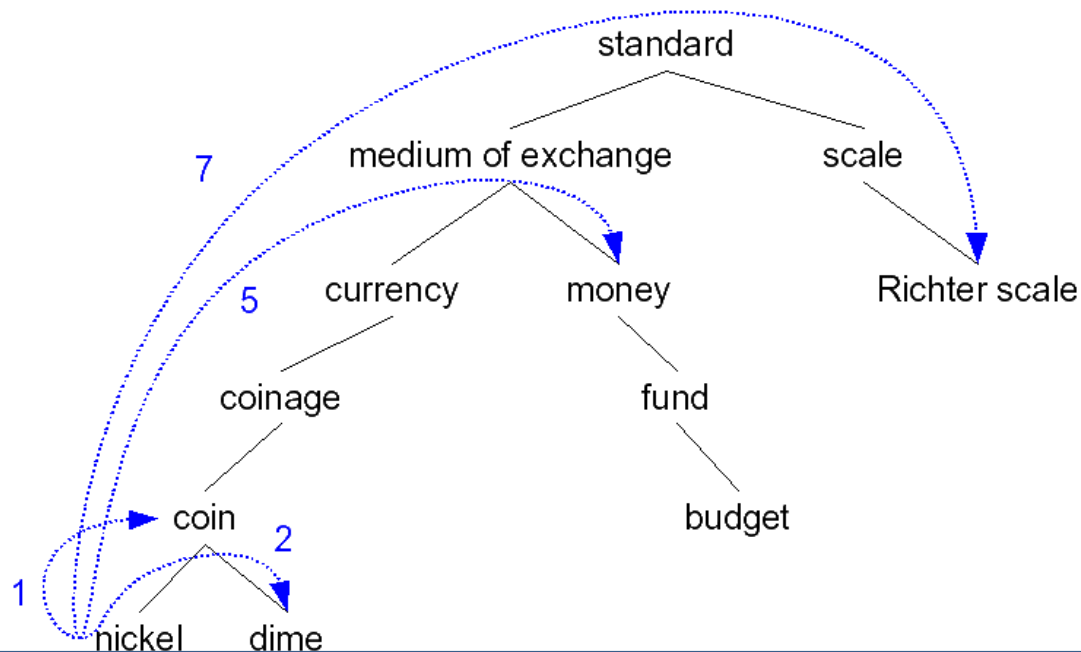 standard
7
medium of exchange
scale
5
currency
money
Richter scale
coinage
fund
coin
budget
2
1
nickel
dime